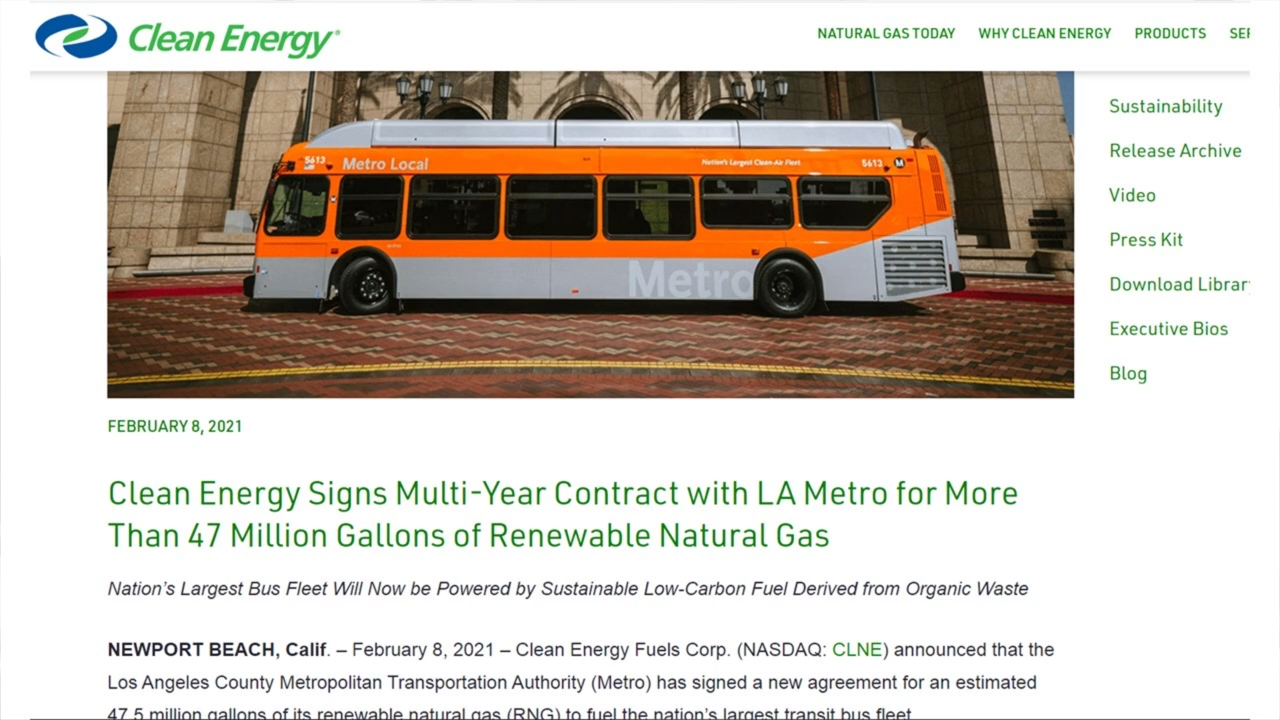 Clean Energy
NATURAL GAS TODAY WHY CLEAN ENERGY PRODUCTS SER
5613 Metro Local Nation's Largest Clean-Air Fleet 5613 M
Metro
Sustainability
Release Archive
Video
Press Kit
Download Library
Executive Bios
Blog
FEBRUARY 8, 2021
Clean Energy Signs Multi-Year Contract with LA Metro for More
Than 47 Million Gallons of Renewable Natural Gas
Nation's Largest Bus Fleet Will Now be Powered by Sustainable Low-Carbon Fuel Derived from Organic Waste
NEWPORT BEACH, Calif. – February 8, 2021 – Clean Energy Fuels Corp. (NASDAQ: CLNE) announced that the
Los Angeles County Metropolitan Transportation Authority (Metro) has signed a new agreement for an estimated
47.5 million gallons of its renewable natural gas (RNG) to fuel the nation's largest transit bus fleet